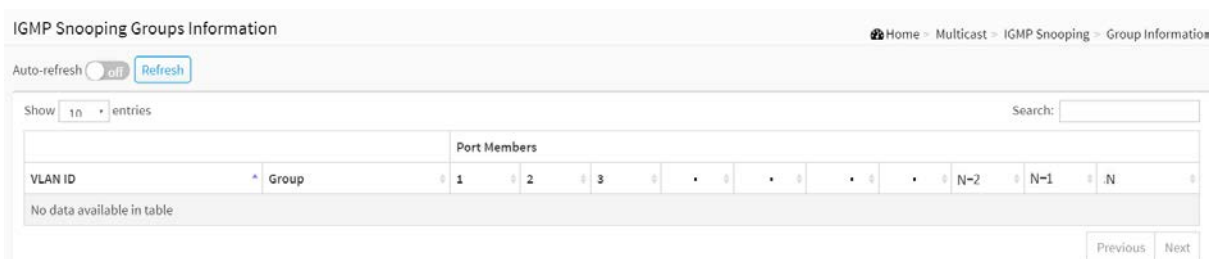 IGMP Snooping Groups Information
Home > Multicast > IGMP Snooping > Group Information
Auto-refresh off Refresh
Show 10 entries Search:
Port Members
VLAN ID Group 1 2 3 . . . . N-2 N-1 .N
No data available in table
Previous Next